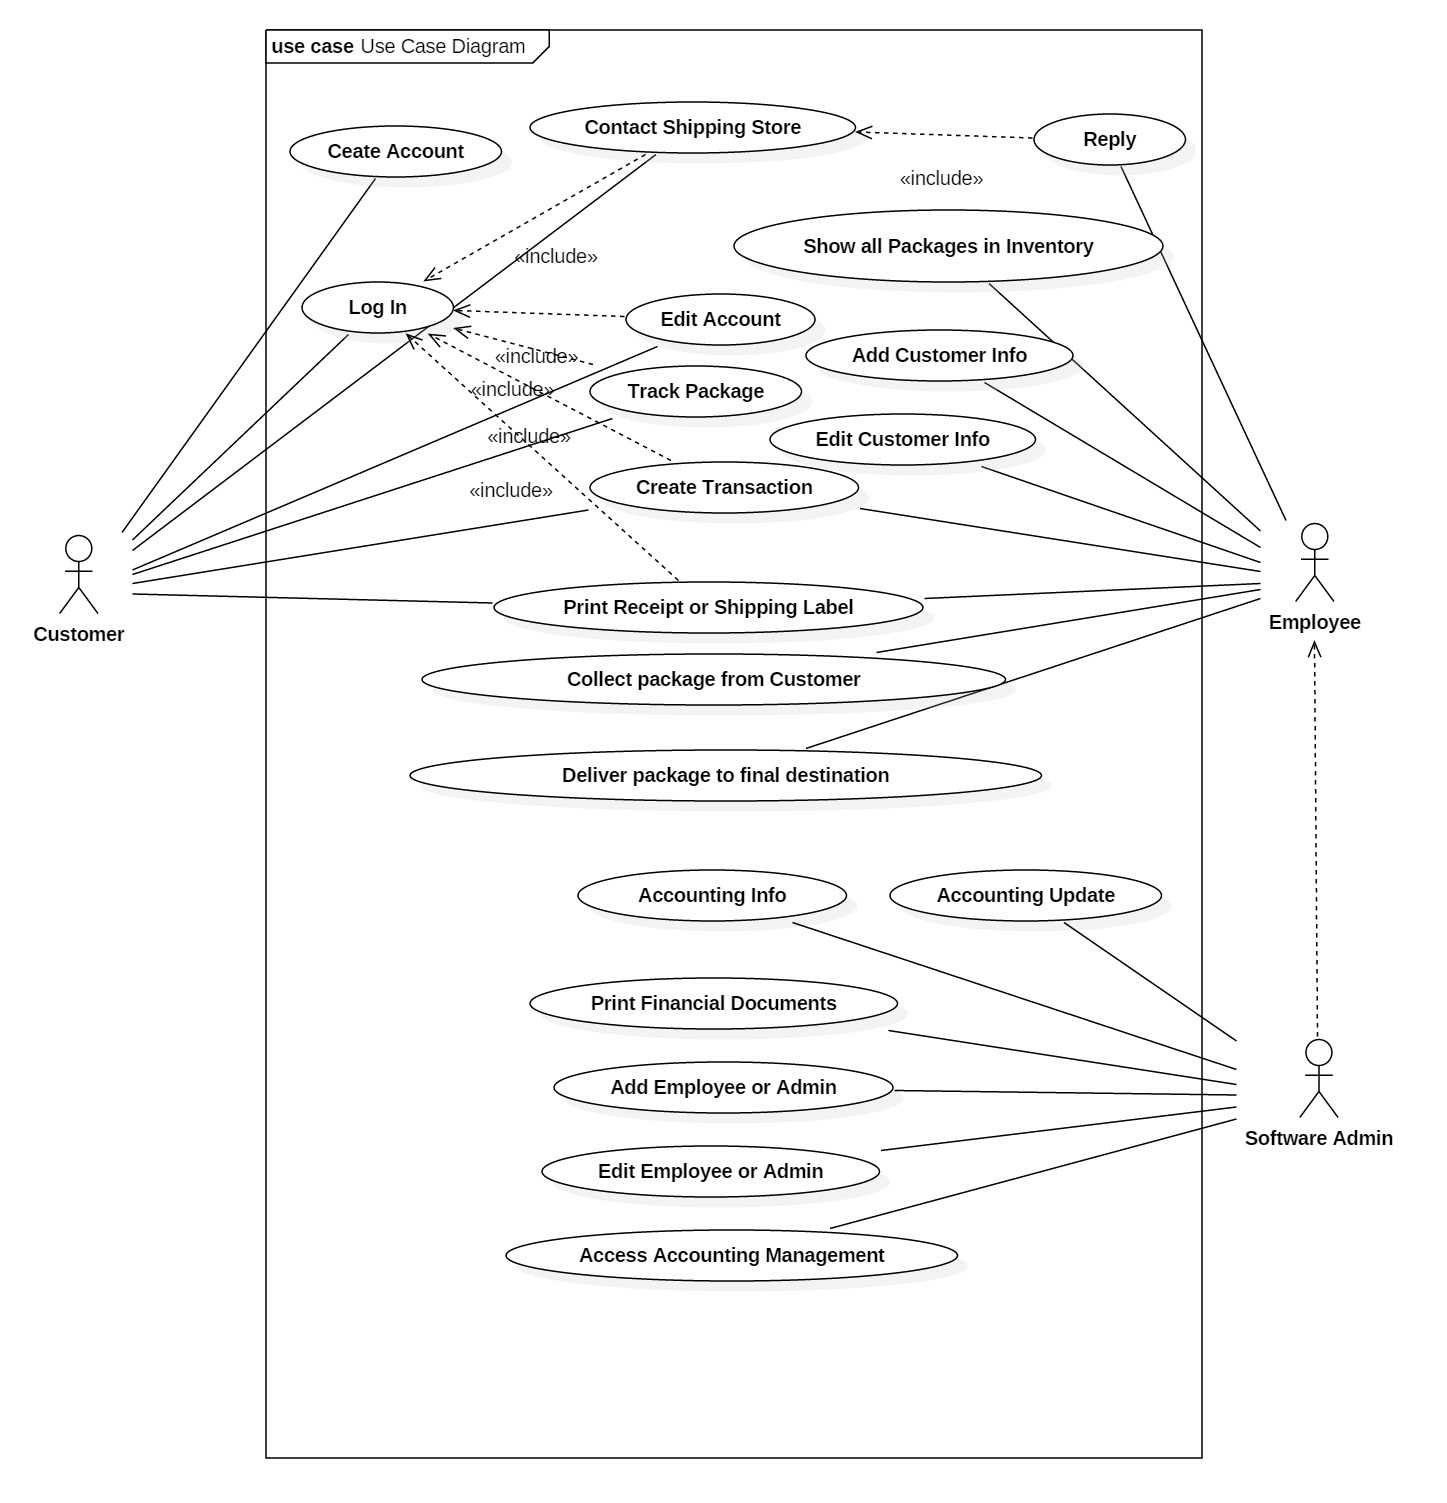 use case Use Case Diagram
Contact Shipping Store
Reply
Ceate Account
«include»
Show all Packages in Inventory
«include»
Log In
Edit Account
Add Customer Info
«include»
Track Package
«include»
Edit Customer Info
«include»
Create Transaction
«include»
Print Receipt or Shipping Label
Employee
Customer
Collect package from Customer
Deliver package to final destination
Accounting Info
Accounting Update
Print Financial Documents
Add Employee or Admin
Software Admin
Edit Employee or Admin
Access Accounting Management